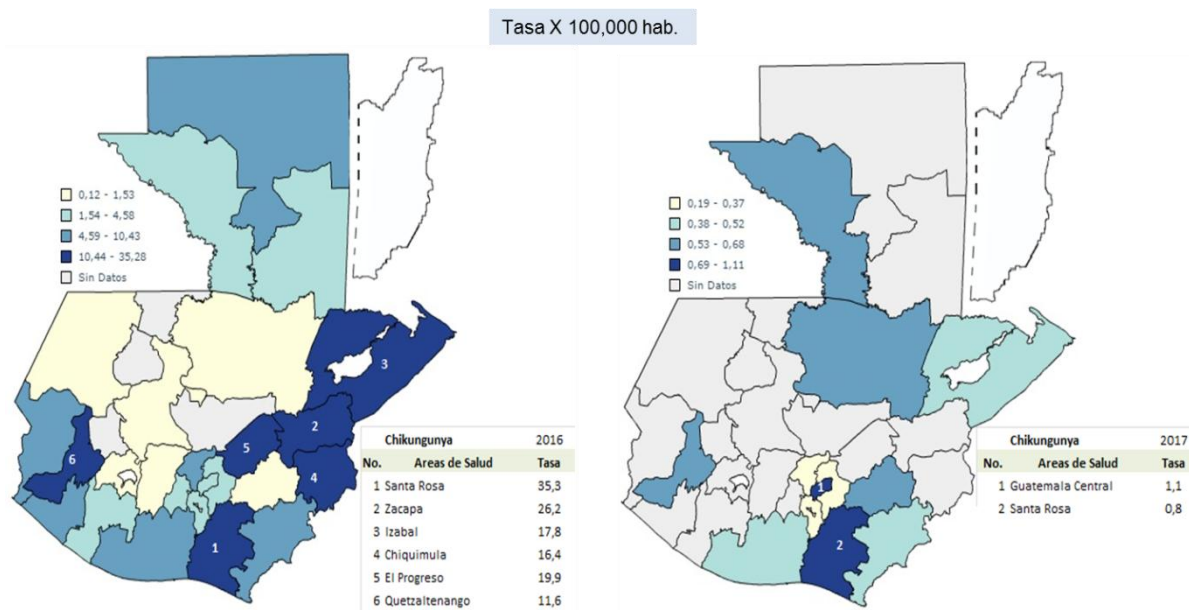 Tasa X 100,000 hab.
0,12 - 1,53
1,54 - 4,58
4,59 - 10,43
10,44 - 35,28
Sin Datos
3
2
5
4
6
1
Chikungunya 2016
No. Areas de Salud Tasa
1 Santa Rosa 35,3
2 Zacapa 26,2
3 Izabal 17,8
4 Chiquimula 16,4
5 El Progreso 19,9
6 Quetzaltenango 11,6
0,19 - 0,37
0,38 - 0,52
0,53 - 0,68
0,69 - 1,11
Sin Datos
1
2
Chikungunya 2017
No. Areas de Salud Tasa
1 Guatemala Central 1,1
2 Santa Rosa 0,8